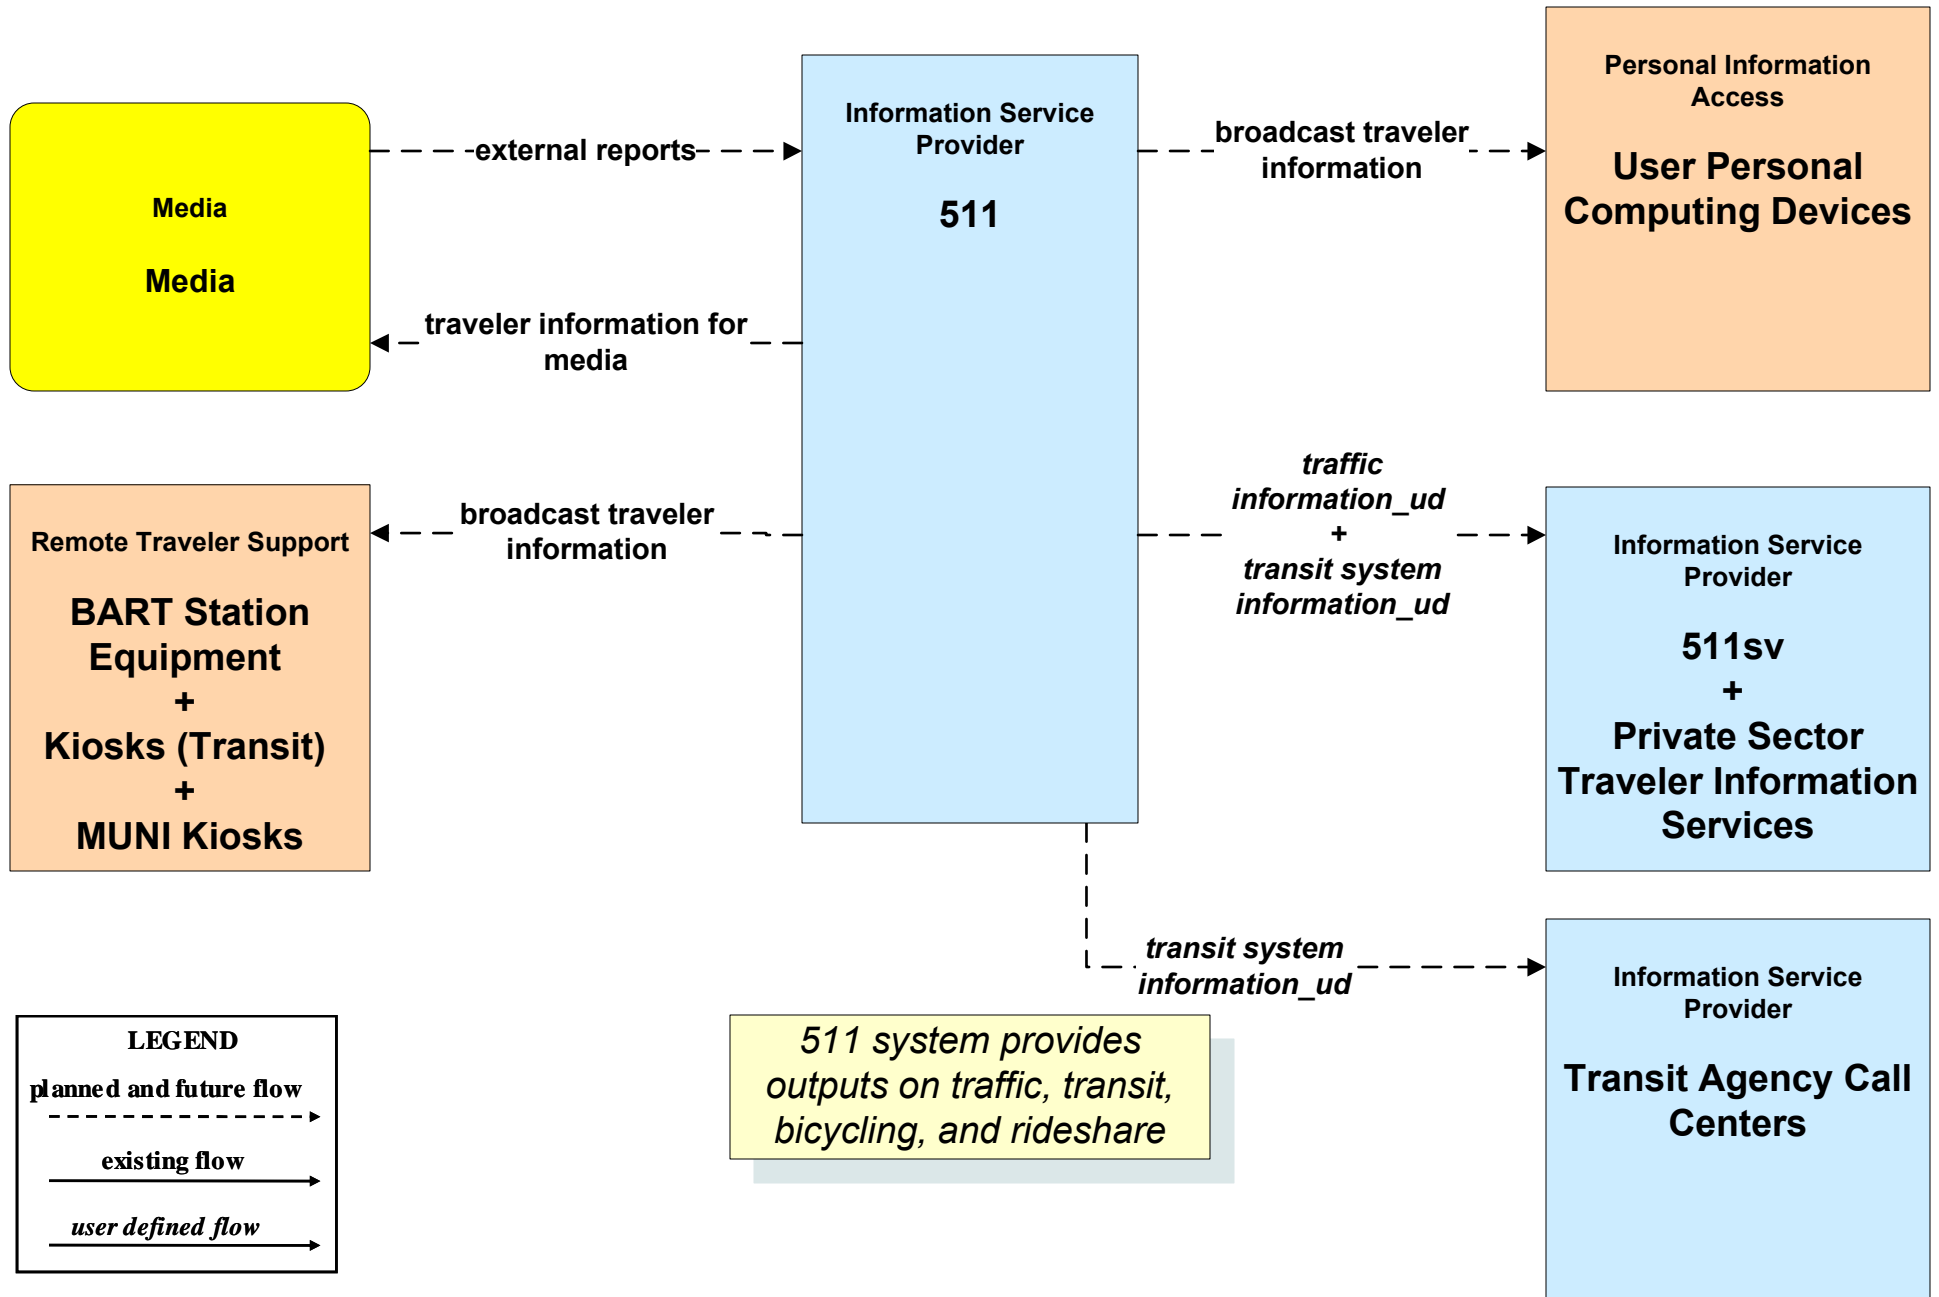 Media
Media
external reports
traveler information for
media
Information Service
Provider
511
broadcast traveler
information
Personal Information
Access
User Personal
Computing Devices
Remote Traveler Support
BART Station
Equipment
+
Kiosks (Transit)
+
MUNI Kiosks
broadcast traveler
information
traffic
information_ud
+
transit system
information_ud
Information Service
Provider
511sv
+
Private Sector
Traveler Information
Services
transit system
information_ud
Information Service
Provider
Transit Agency Call
Centers
LEGEND
planned and future flow
existing flow
user defined flow
511 system provides
outputs on traffic, transit,
bicycling, and rideshare